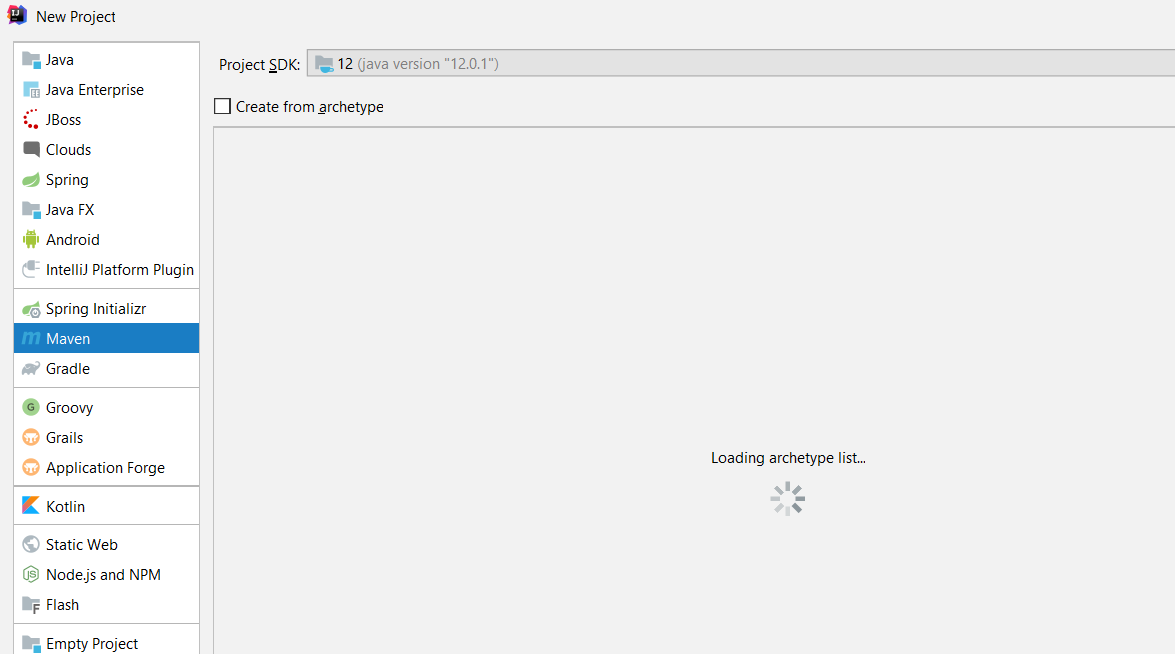 New Project
Java
Java Enterprise
JBoss
Clouds
Spring
Java FX
Android
IntelliJ Platform Plugin
Spring Initializr
Maven
Gradle
Groovy
Grails
Application Forge
Kotlin
Static Web
Node.js and NPM
Flash
Empty Project
Project SDK: 12 (java version "12.0.1")
Create from archetype
Loading archetype list...